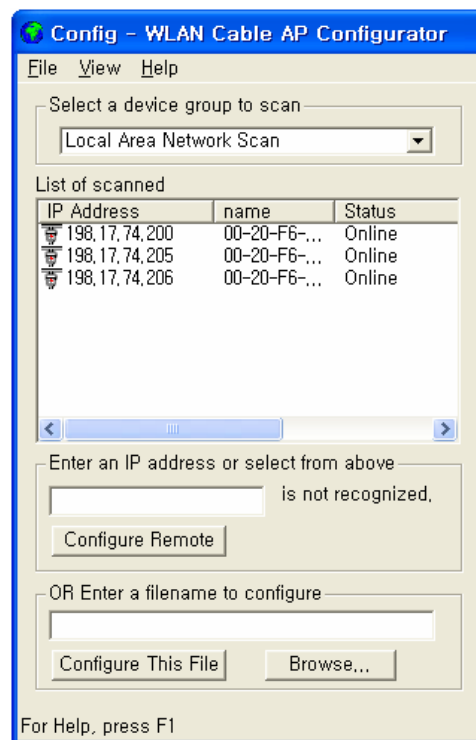 Config - WLAN Cable AP Configurator
File View Help
Select a device group to scan
Local Area Network Scan
List of scanned
IP Address name Status
198,17,74,200 00-20-F6-... Online
198,17,74,205 00-20-F6-... Online
198,17,74,206 00-20-F6-... Online
Enter an IP address or select from above
is not recognized,
Configure Remote
OR Enter a filename to configure
Configure This File Browse,,,
For Help, press F1